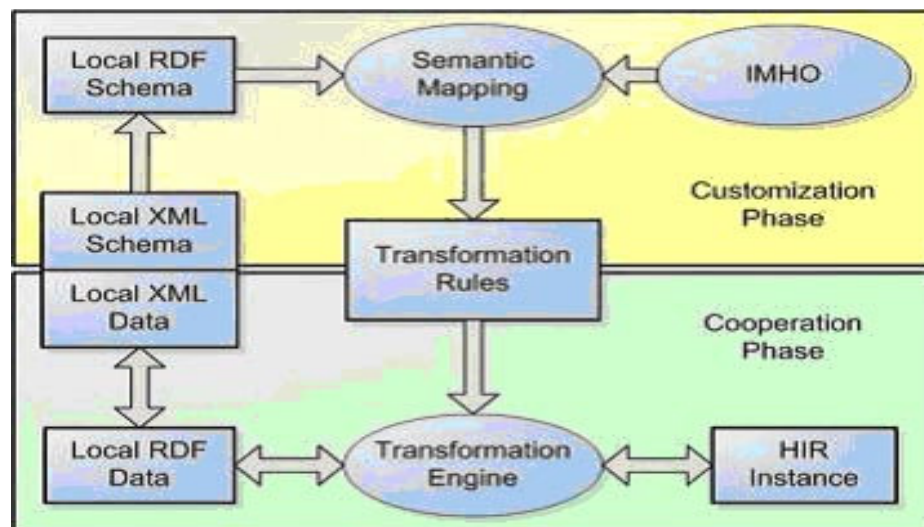 Local RDF
Schema
Semantic
Mapping
IMHO
Customization
Phase
Local XML
Schema
Transformation
Rules
Local XML
Data
Cooperation
Phase
Local RDF
Data
Transformation
Engine
HIR
Instance